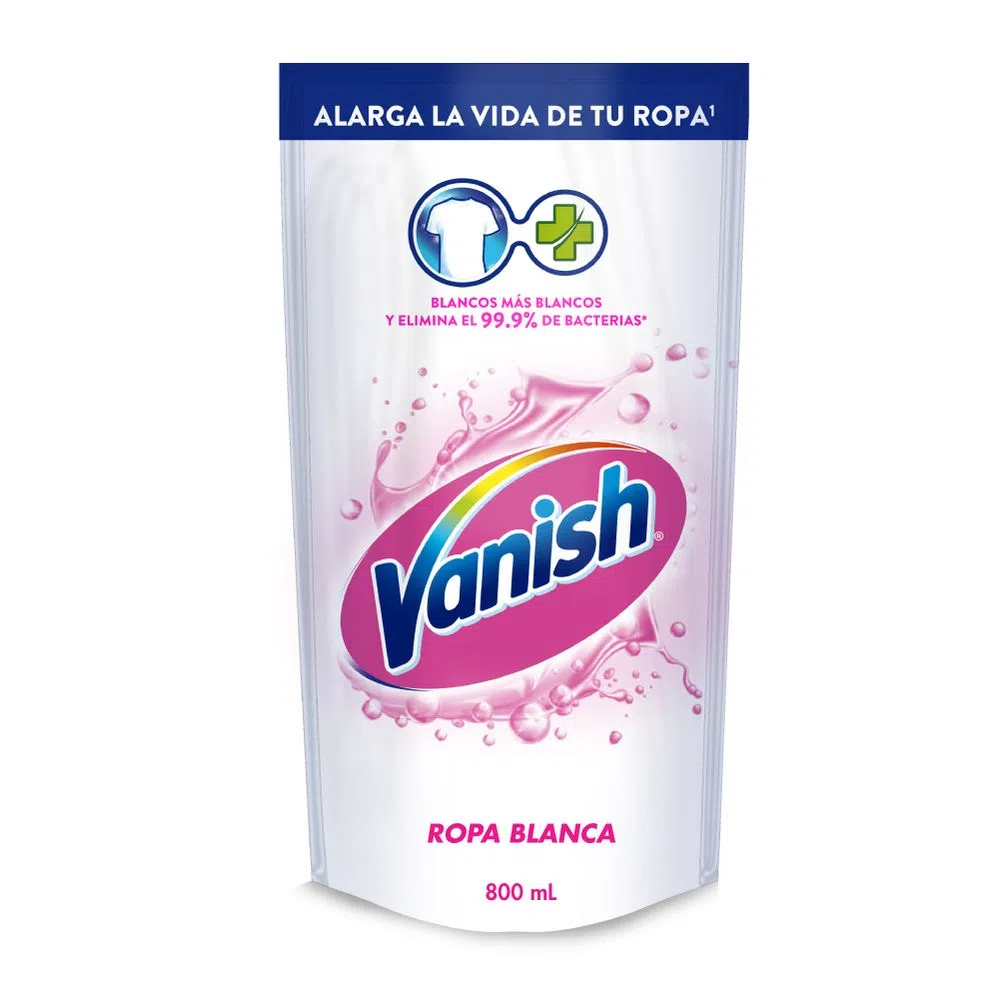 ALARGA LA VIDA DE TU ROPA¹
BLANCOS MÁS BLANCOS
Y ELIMINA EL 99.9% DE BACTERIAS*
Vanish®
ROPA BLANCA
800 mL